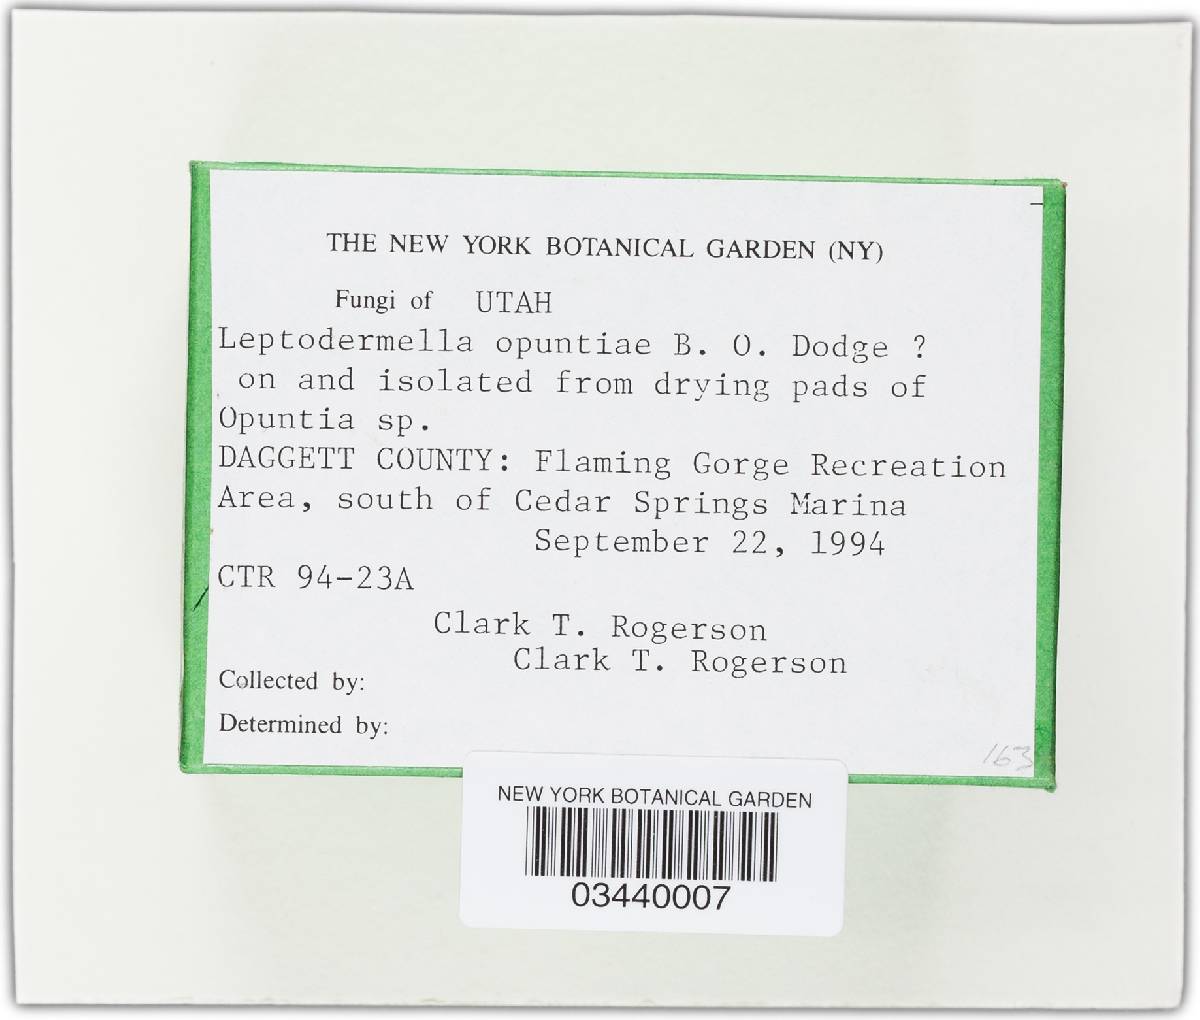 THE NEW YORK BOTANICAL GARDEN (NY)
Fungi of UTAH
Leptodermella opuntiae B. O. Dodge ?
on and isolated from drying pads of
Opuntia sp.
DAGGETT COUNTY: Flaming Gorge Recreation
Area, south of Cedar Springs Marina
September 22, 1994
CTR 94-23A
Clark T. Rogerson
Clark T. Rogerson
Collected by:
Determined by:
163
NEW YORK BOTANICAL GARDEN
03440007